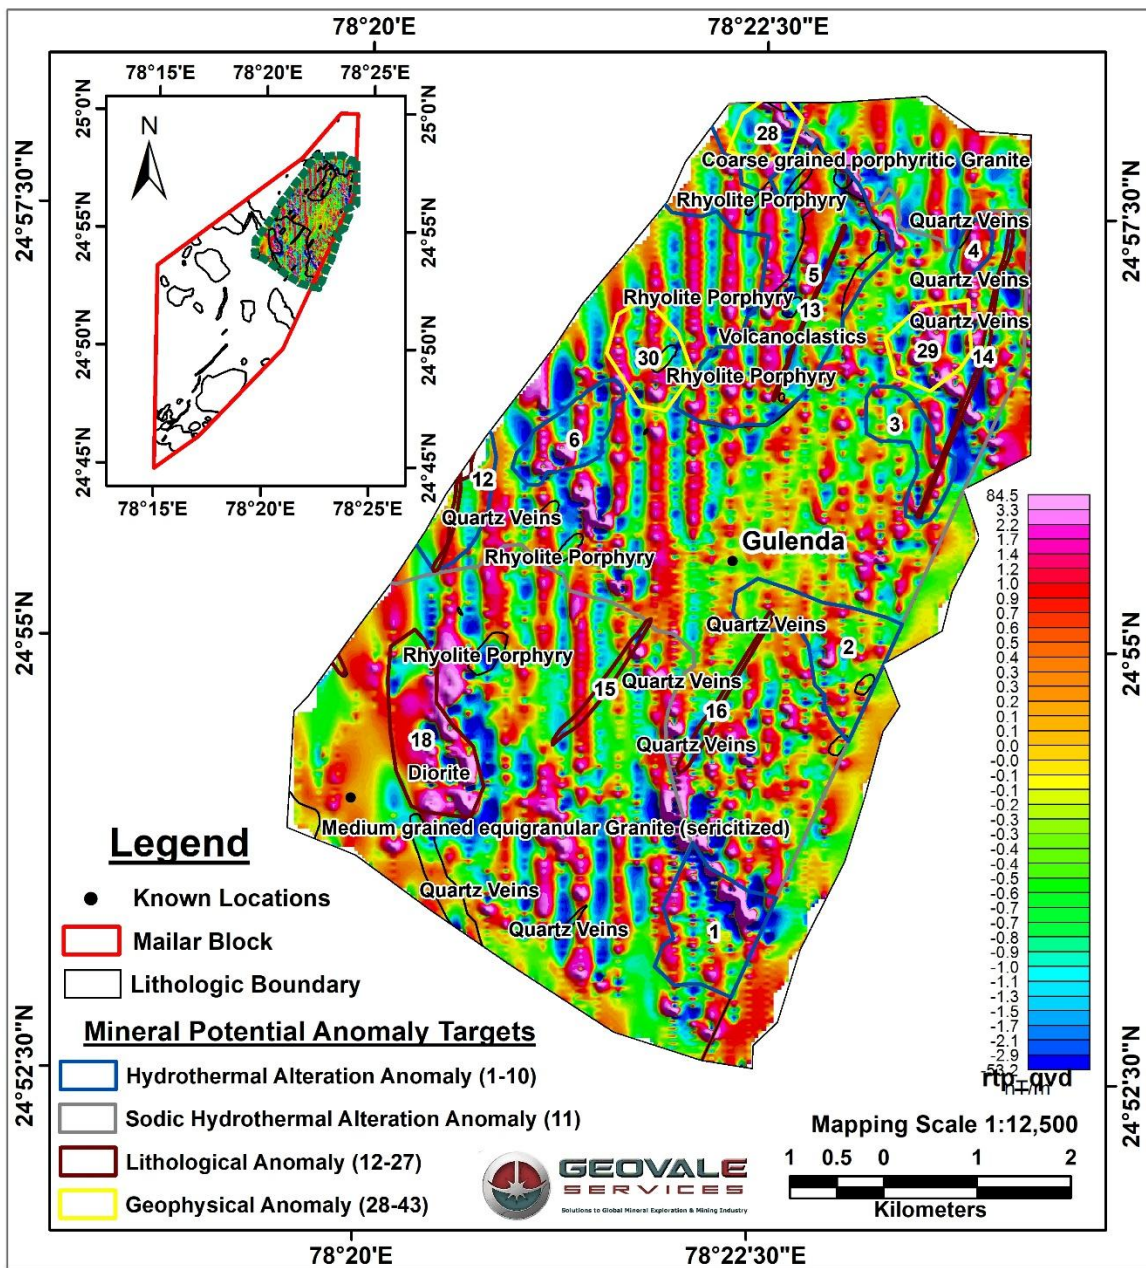 78°20'E
78°22'30"E
78°15'E
78°20'E
78°25'E
25°0'N
24°55'N
24°50'N
24°45'N
25°0'N
24°55'N
24°50'N
24°45'N
78°15'E
78°20'E
78°25'E
N
24°57'30"N
24°55'N
24°52'30"N
24°57'30"N
24°55'N
24°52'30"N
28
Coarse grained porphyritic Granite
Rhyolite Porphyry
Quartz Veins
4
5
Quartz Veins
Rhyolite Porphyry
13
Quartz Veins
Volcanoclastics
30
29
14
Rhyolite Porphyry
3
6
12
Quartz Veins
Gulenda
Rhyolite Porphyry
Quartz Veins
2
Rhyolite Porphyry
Quartz Veins
15
16
18
Quartz Veins
Diorite
Medium grained equigranular Granite (sericitized)
Quartz Veins
Quartz Veins
1
84.5
3.3
2.2
1.7
1.4
1.2
1.0
0.9
0.7
0.6
0.5
0.4
0.3
0.3
0.2
0.1
0.1
0.0
-0.0
-0.1
-0.1
-0.2
-0.3
-0.3
-0.4
-0.4
-0.5
-0.6
-0.7
-0.7
-0.8
-0.9
-1.0
-1.1
-1.3
-1.5
-1.7
-2.1
-2.9
-53.2
rtp_qvd
nT/m
Legend
Known Locations
Mailar Block
Lithologic Boundary
Mineral Potential Anomaly Targets
Hydrothermal Alteration Anomaly (1-10)
Sodic Hydrothermal Alteration Anomaly (11)
Lithological Anomaly (12-27)
Geophysical Anomaly (28-43)
GEOVALE
SERVICES
Solutions to Global Mineral Exploration & Mining Industry
Mapping Scale 1:12,500
1 0.5 0 1 2
Kilometers
78°20'E
78°22'30"E